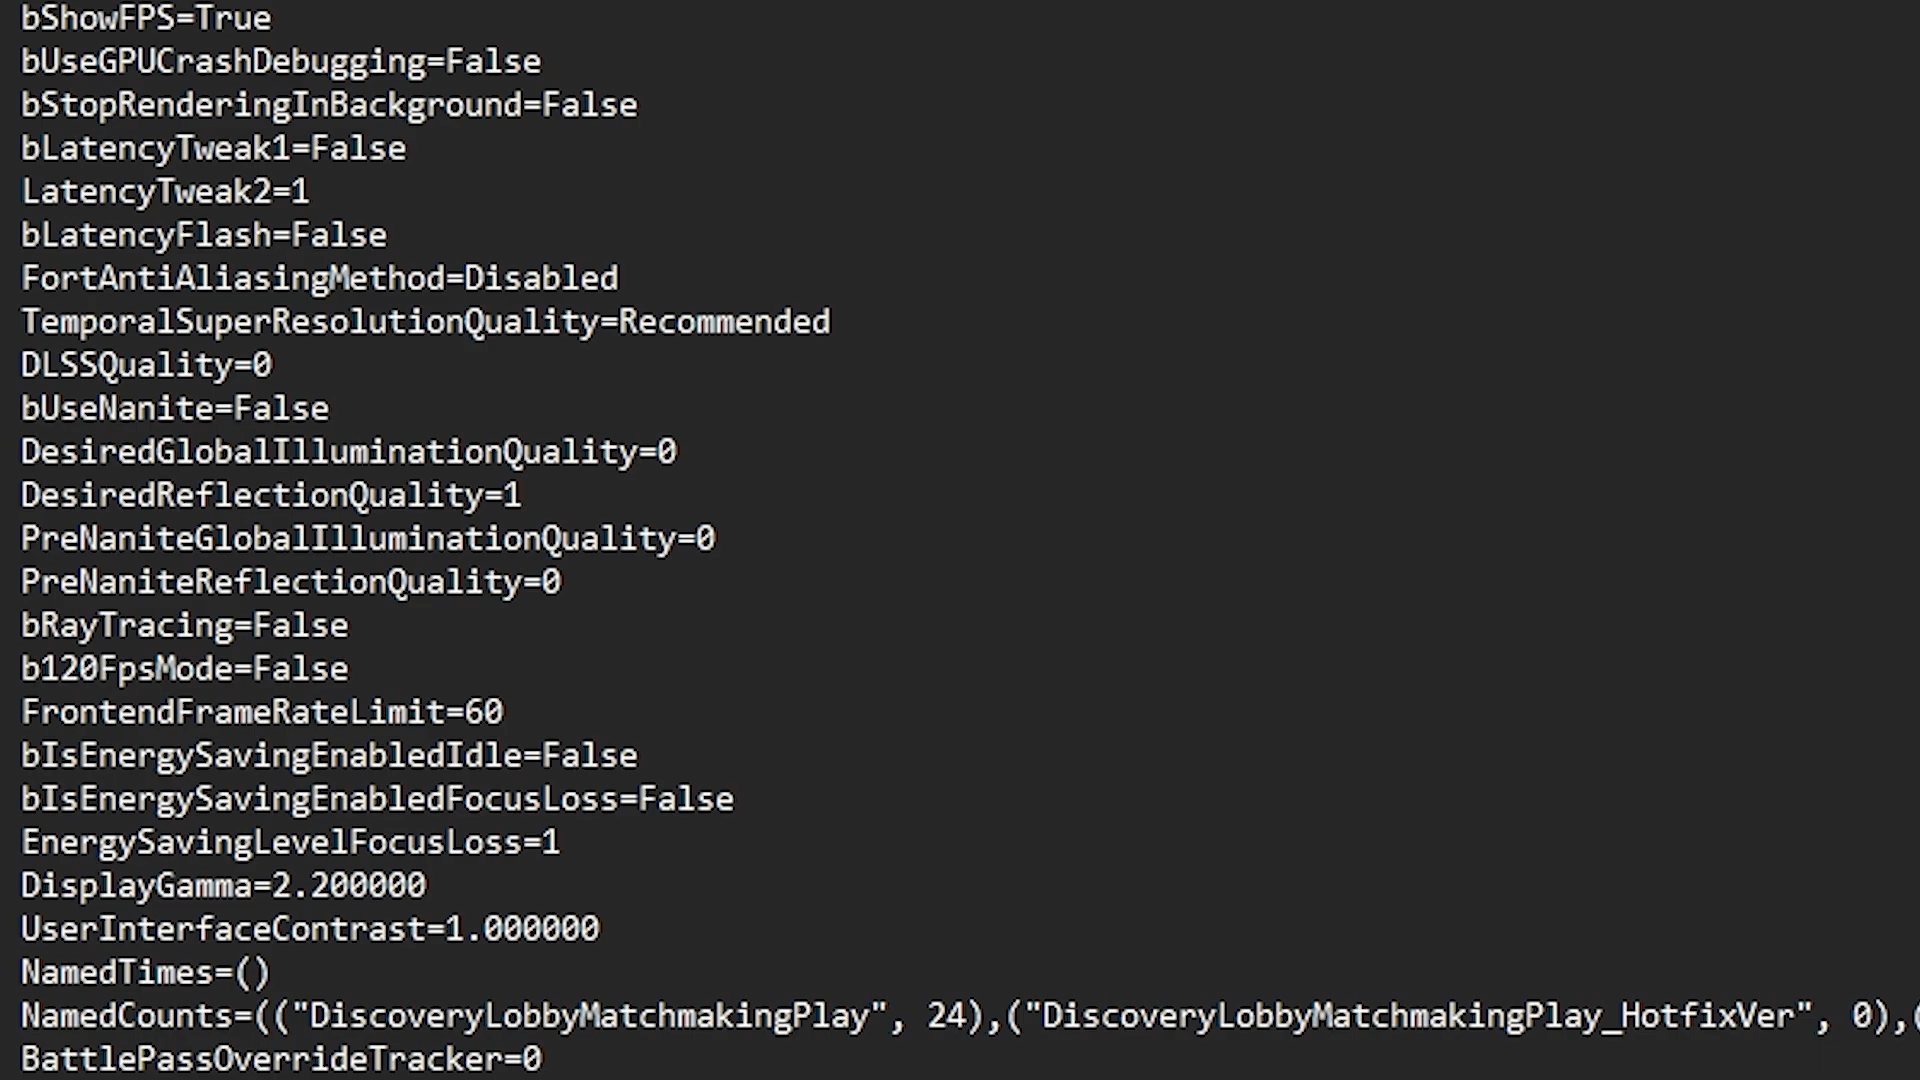 bShowFPS=True
bUseGPUCrashDebugging=False
bStopRenderingInBackground=False
bLatencyTweak1=False
LatencyTweak2=1
bLatencyFlash=False
FortAntiAliasingMethod=Disabled
TemporalSuperResolutionQuality=Recommended
DLSSQuality=0
bUseNanite=False
DesiredGlobalIlluminationQuality=0
DesiredReflectionQuality=1
PreNaniteGlobalIlluminationQuality=0
PreNaniteReflectionQuality=0
bRayTracing=False
b120FpsMode=False
FrontendFrameRateLimit=60
bIsEnergySavingEnabledIdle=False
bIsEnergySavingEnabledFocusLoss=False
EnergySavingLevelFocusLoss=1
DisplayGamma=2.200000
UserInterfaceContrast=1.000000
NamedTimes=()
NamedCounts=(("DiscoveryLobbyMatchmakingPlay", 24),("DiscoveryLobbyMatchmakingPlay_HotfixVer", 0),(
BattlePassOverrideTracker=0